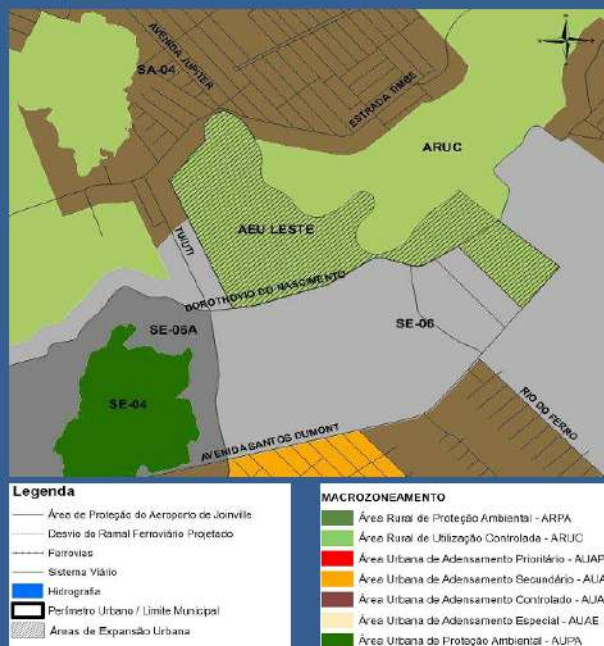 AVENIDA JUPITER
SA-04
ESTRADA TIMBE
ARUC
AEU LESTE
TUIUTI
DOROTHOVIO DO NASCIMENTO
SE-06A
SE-06
SE-04
RIO DO FERRO
AVENIDA SANTOS DUMONT
Legenda
Área de Proteção do Aeroporto de Joinville
Desvio do Ramal Ferroviário Projetado
Ferrovias
Sistema Viário
Hidrografia
Perímetro Urbano / Limite Municipal
Áreas de Expansão Urbana
MACROZONEAMENTO
Área Rural de Proteção Ambiental - ARPA
Área Rural de Utilização Controlada - ARUC
Área Urbana de Adensamento Prioritário - AUAP
Área Urbana de Adensamento Secundário - AUA
Área Urbana de Adensamento Controlado - AUA
Área Urbana de Adensamento Especial - AUAE
Área Urbana de Proteção Ambiental - AUPA